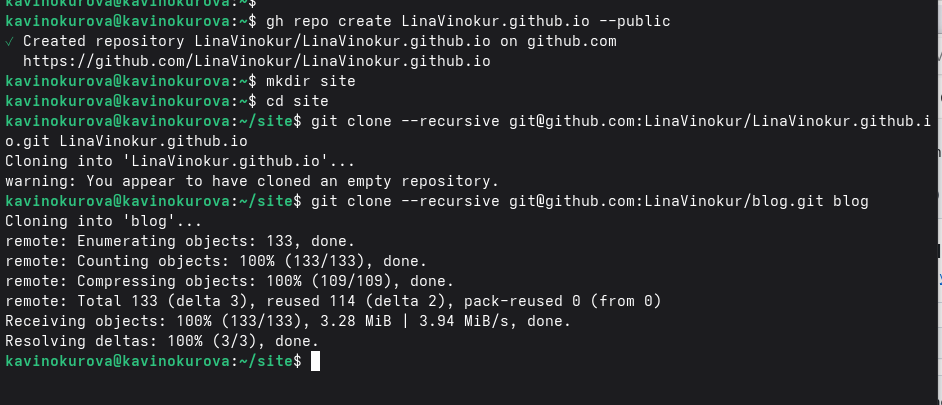 kavinokurova@kavinokurova:~$
kavinokurova@kavinokurova:~$ gh repo create LinaVinokur.github.io --public
✓ Created repository LinaVinokur/LinaVinokur.github.io on github.com
  https://github.com/LinaVinokur/LinaVinokur.github.io
kavinokurova@kavinokurova:~$ mkdir site
kavinokurova@kavinokurova:~$ cd site
kavinokurova@kavinokurova:~/site$ git clone --recursive git@github.com:LinaVinokur/LinaVinokur.github.i
o.git LinaVinokur.github.io
Cloning into 'LinaVinokur.github.io'...
warning: You appear to have cloned an empty repository.
kavinokurova@kavinokurova:~/site$ git clone --recursive git@github.com:LinaVinokur/blog.git blog
Cloning into 'blog'...
remote: Enumerating objects: 133, done.
remote: Counting objects: 100% (133/133), done.
remote: Compressing objects: 100% (109/109), done.
remote: Total 133 (delta 3), reused 114 (delta 2), pack-reused 0 (from 0)
Receiving objects: 100% (133/133), 3.28 MiB | 3.94 MiB/s, done.
Resolving deltas: 100% (3/3), done.
kavinokurova@kavinokurova:~/site$